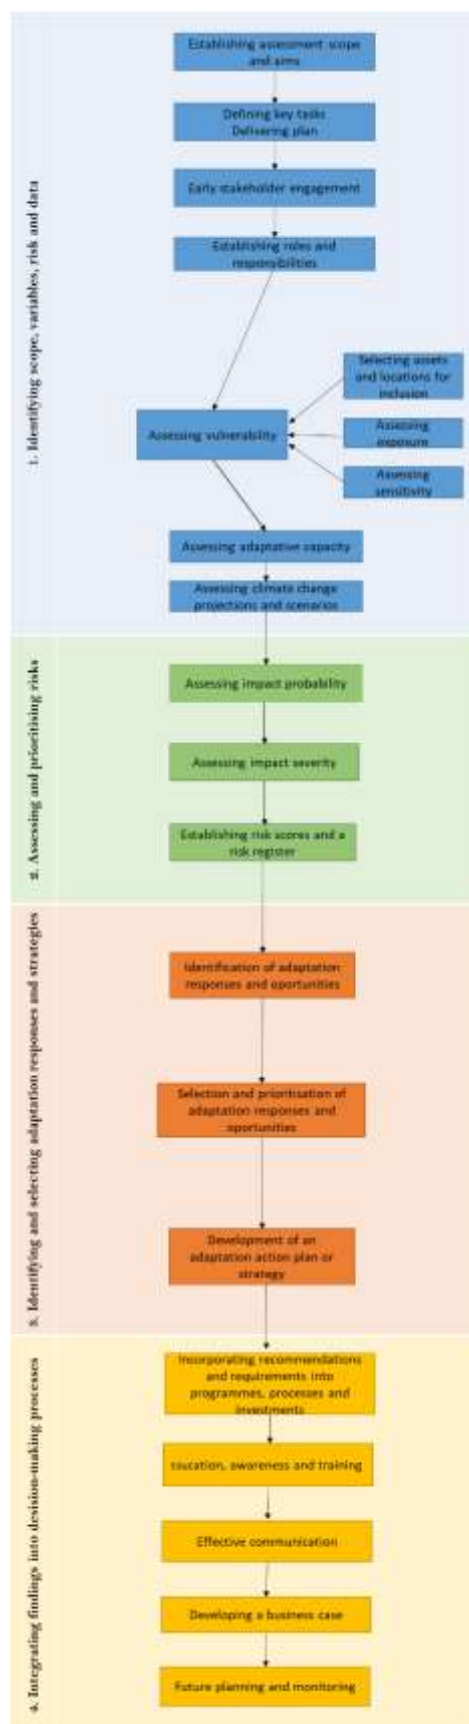 1. Identifying scope, variables, risk and data
Establishing assessment scope
and aims
Defining key tasks
Delivering plan
Early stakeholder engagement
Establishing roles and
responsibilities
Selecting assets
and locations for
inclusion
Assessing vulnerability
Assessing
exposure
Assessing
sensitivity
Assessing adaptative capacity
Assessing climate change
projections and scenarios
2. Assessing and prioritising risks
Assessing impact probability
Assessing impact severity
Establishing risk scores and a
risk register
3. Identifying and selecting adaptation responses and strategies
Identification of adaptation
responses and oportunities
Selection and prioritisation of
adaptation responses and
oportunities
Development of an
adaptation action plan or
strategy
4. Integrating findings into desision-making processes
Incorporating recommendations
and requirements into
programmes, processes and
investments
Education, awareness and training
Effective communication
Developing a business case
Future planning and monitoring